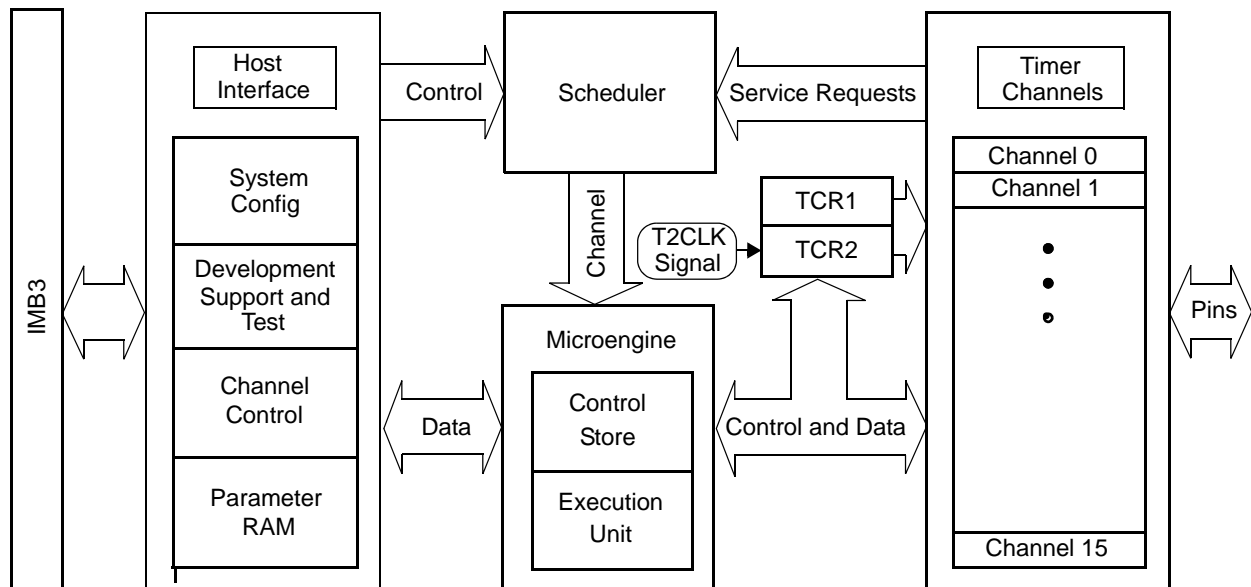 IMB3
Host
Interface
System
Config
Development
Support and
Test
Channel
Control
Parameter
RAM
Control
Data
Scheduler
Channel
Microengine
Control
Store
Execution
Unit
Service Requests
TCR1
TCR2
T2CLK
Signal
Control and Data
Timer
Channels
Channel 0
Channel 1
Channel 15
Pins